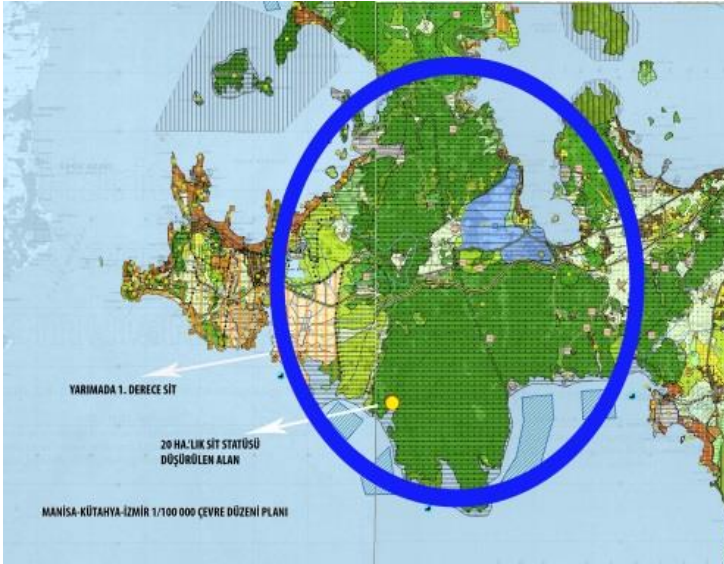 YARIMADA 1. DERECE SİT
20 HA.'LIK SİT STATÜSÜ
DÜŞÜRÜLEN ALAN
MANİSA-KÜTAHYA-İZMİR 1/100 000 ÇEVRE DÜZENİ PLANI